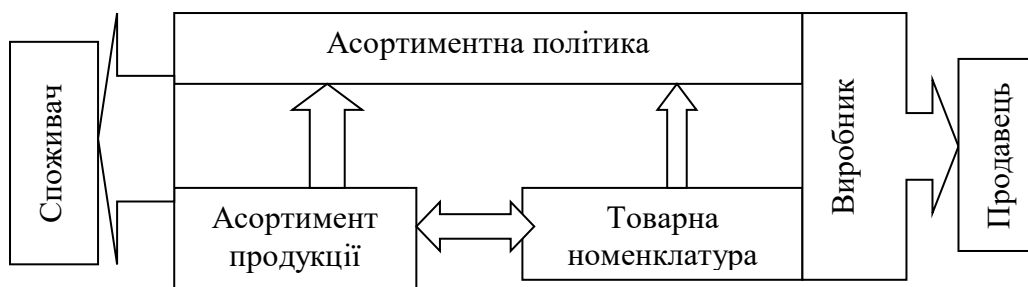 Споживач
Асортиментна політика
Асортимент
продукції
Товарна
номенклатура
Виробник
Продавець